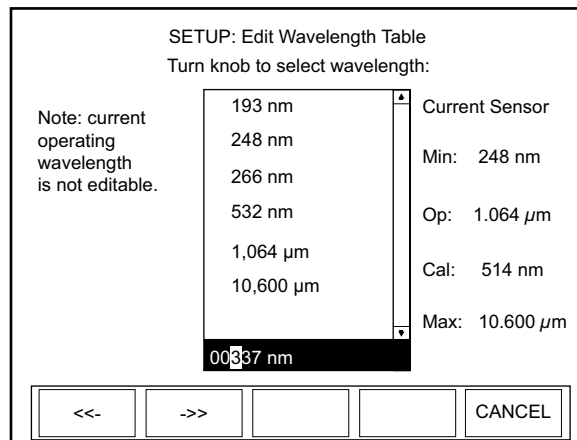 SETUP: Edit Wavelength Table
Turn knob to select wavelength:
Note: current
operating
wavelength
is not editable.
193 nm
248 nm
266 nm
532 nm
1,064 µm
10,600 µm
00337 nm
Current Sensor
Min: 248 nm
Op: 1.064 µm
Cal: 514 nm
Max: 10.600 µm
<<-
->>
CANCEL